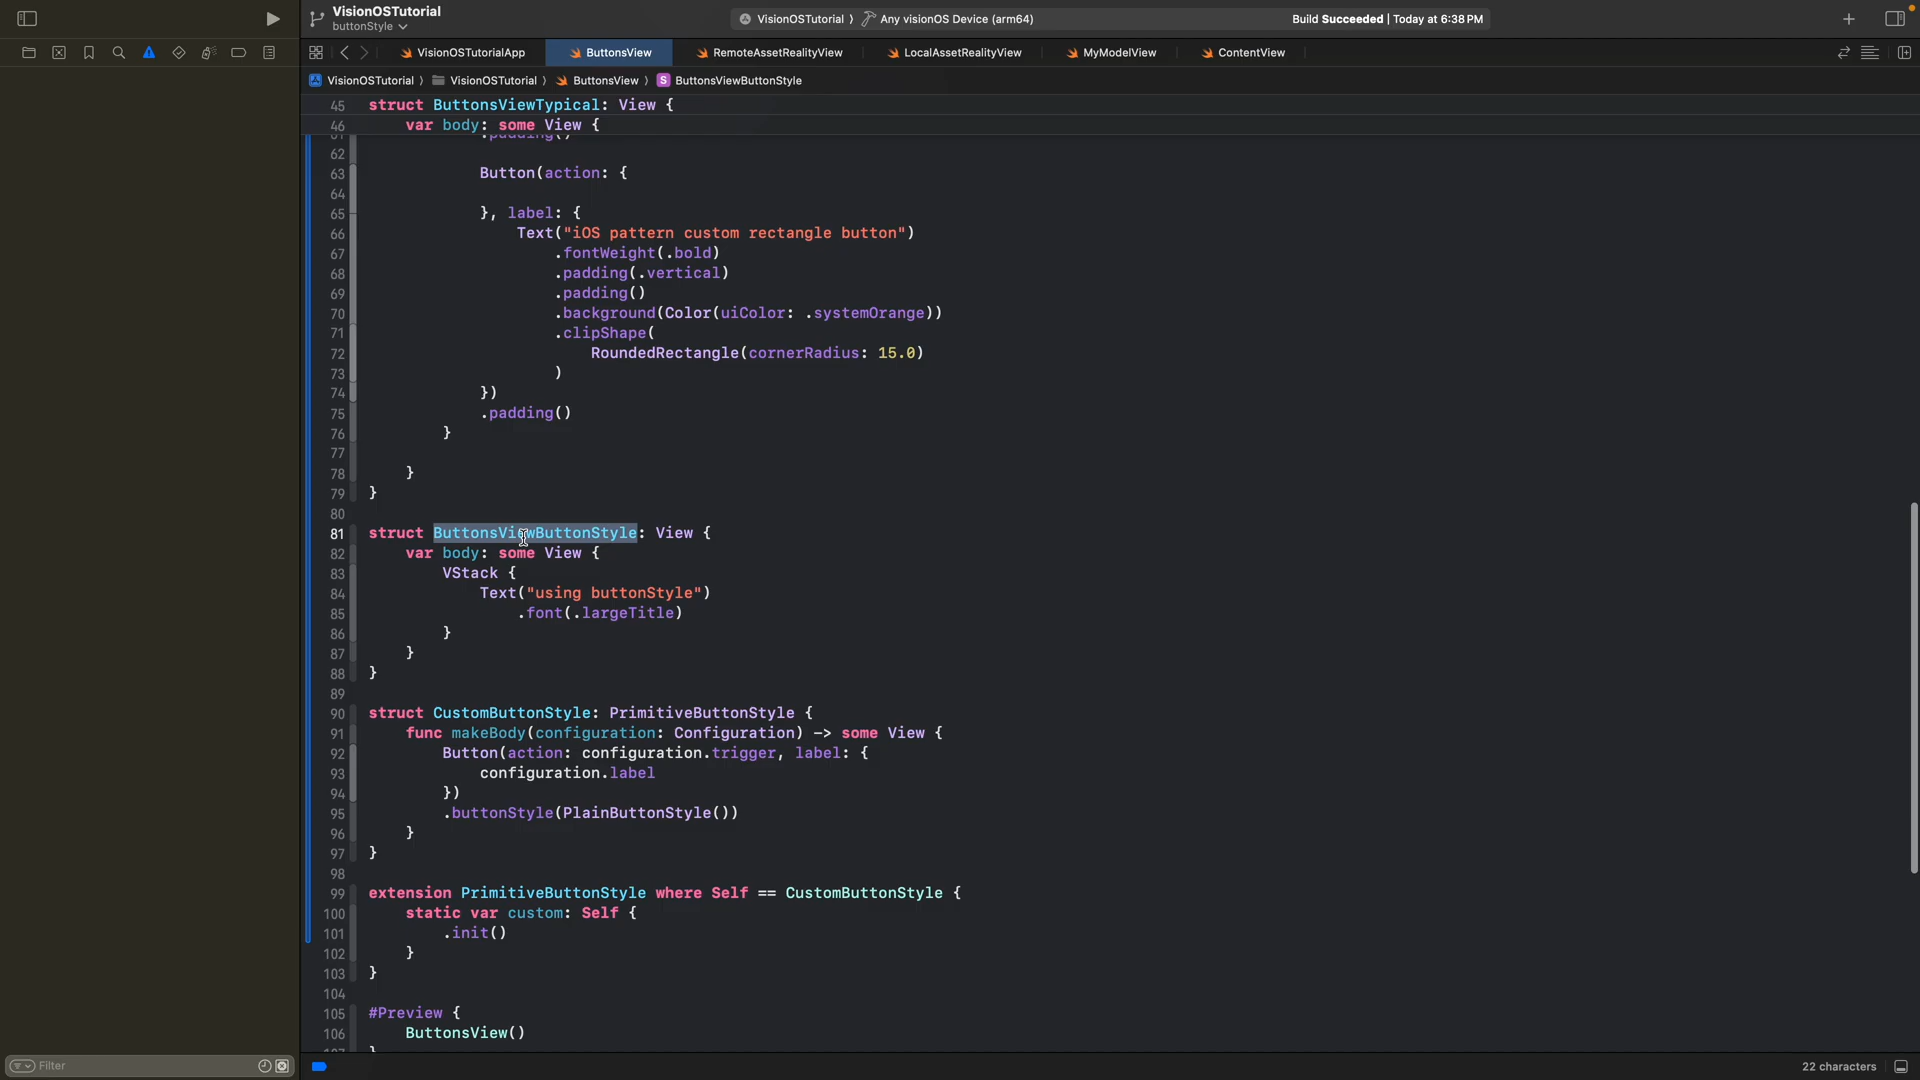 VisionOSTutorial
buttonStyle
VisionOSTutorial ⟩ Any visionOS Device (arm64)
Build Succeeded | Today at 6:38 PM
VisionOSTutorialApp
ButtonsView
RemoteAssetRealityView
LocalAssetRealityView
MyModelView
ContentView
VisionOSTutorial ⟩ VisionOSTutorial ⟩ ButtonsView ⟩ S ButtonsViewButtonStyle
45 struct ButtonsViewTypical: View {
46     var body: some View {
61             .padding()
62
63             Button(action: {
64
65             }, label: {
66                 Text("iOS pattern custom rectangle button")
67                     .fontWeight(.bold)
68                     .padding(.vertical)
69                     .padding()
70                     .background(Color(uiColor: .systemOrange))
71                     .clipShape(
72                         RoundedRectangle(cornerRadius: 15.0)
73                     )
74             })
75             .padding()
76         }
77
78     }
79 }
80
81 struct ButtonsViewButtonStyle: View {
82     var body: some View {
83         VStack {
84             Text("using buttonStyle")
85                 .font(.largeTitle)
86         }
87     }
88 }
89
90 struct CustomButtonStyle: PrimitiveButtonStyle {
91     func makeBody(configuration: Configuration) -> some View {
92         Button(action: configuration.trigger, label: {
93             configuration.label
94         })
95         .buttonStyle(PlainButtonStyle())
96     }
97 }
98
99 extension PrimitiveButtonStyle where Self == CustomButtonStyle {
100     static var custom: Self {
101         .init()
102     }
103 }
104
105 #Preview {
106     ButtonsView()
107 }
Filter
22 characters